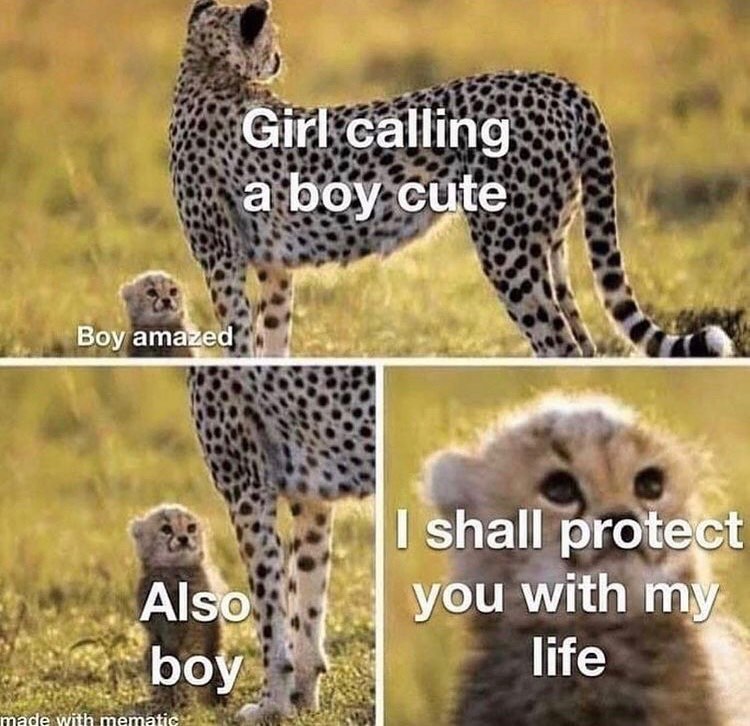 Girl calling
a boy cute
Boy amazed
Also
boy
I shall protect
you with my
life
made with mematic